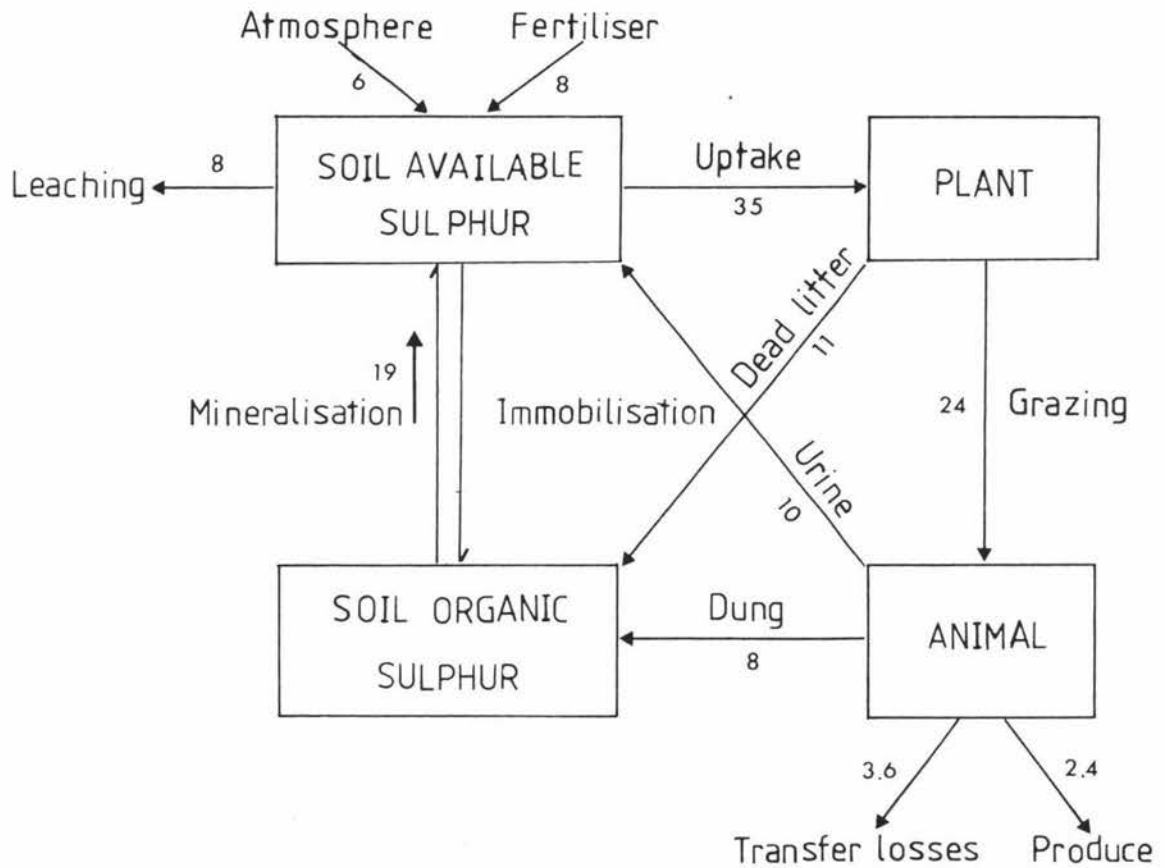 Atmosphere
Fertiliser
6
8
Leaching
8
SOIL AVAILABLE
SULPHUR
Uptake
35
PLANT
Dead litter
11
19
Mineralisation
Immobilisation
24
Grazing
Urine
10
SOIL ORGANIC
SULPHUR
Dung
8
ANIMAL
3.6
2.4
Transfer losses
Produce